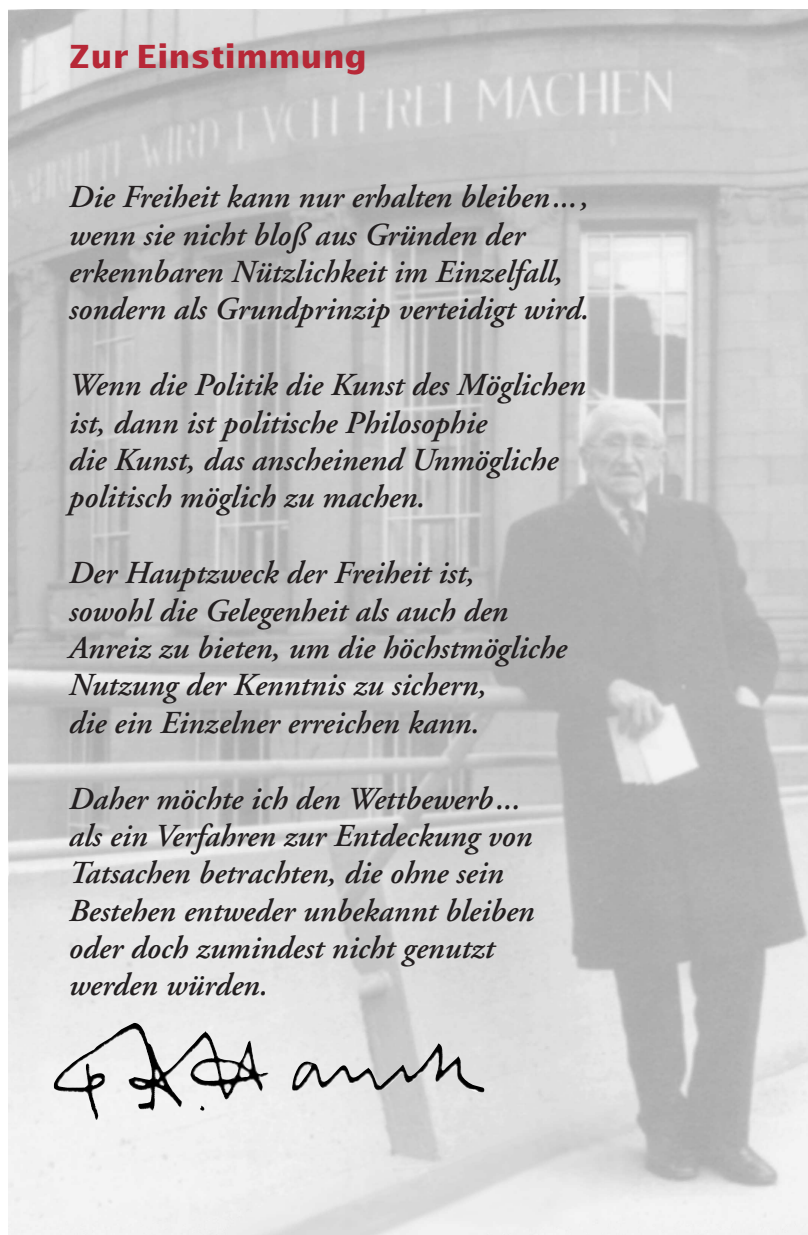 Zur Einstimmung
WIRD EVCH FREI MACHEN
Die Freiheit kann nur erhalten bleiben…,
wenn sie nicht bloß aus Gründen der
erkennbaren Nützlichkeit im Einzelfall,
sondern als Grundprinzip verteidigt wird.
Wenn die Politik die Kunst des Möglichen
ist, dann ist politische Philosophie
die Kunst, das anscheinend Unmögliche
politisch möglich zu machen.
Der Hauptzweck der Freiheit ist,
sowohl die Gelegenheit als auch den
Anreiz zu bieten, um die höchstmögliche
Nutzung der Kenntnis zu sichern,
die ein Einzelner erreichen kann.
Daher möchte ich den Wettbewerb…
als ein Verfahren zur Entdeckung von
Tatsachen betrachten, die ohne sein
Bestehen entweder unbekannt bleiben
oder doch zumindest nicht genutzt
werden würden.